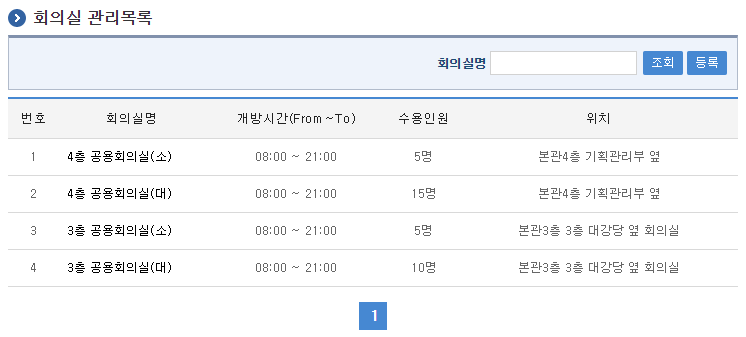 회의실 관리목록
회의실명 조회 등록
번호 회의실명 개방시간(From ~To) 수용인원 위치
1 4층 공용회의실(소) 08:00 ~ 21:00 5명 본관4층 기획관리부 옆
2 4층 공용회의실(대) 08:00 ~ 21:00 15명 본관4층 기획관리부 옆
3 3층 공용회의실(소) 08:00 ~ 21:00 5명 본관3층 3층 대강당 옆 회의실
4 3층 공용회의실(대) 08:00 ~ 21:00 10명 본관3층 3층 대강당 옆 회의실
1